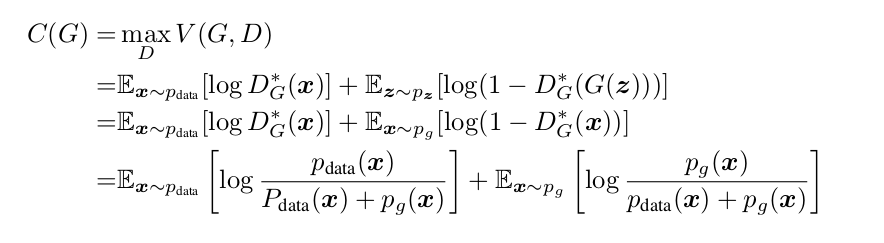 C(G) = max_D V(G, D)
=𝔼_{x∼p_data}[log D*_G(x)] + 𝔼_{z∼p_z}[log(1 − D*_G(G(z)))]
=𝔼_{x∼p_data}[log D*_G(x)] + 𝔼_{x∼p_g}[log(1 − D*_G(x))]
=𝔼_{x∼p_data}[log p_data(x) / (P_data(x) + p_g(x))] + 𝔼_{x∼p_g}[log p_g(x) / (p_data(x) + p_g(x))]